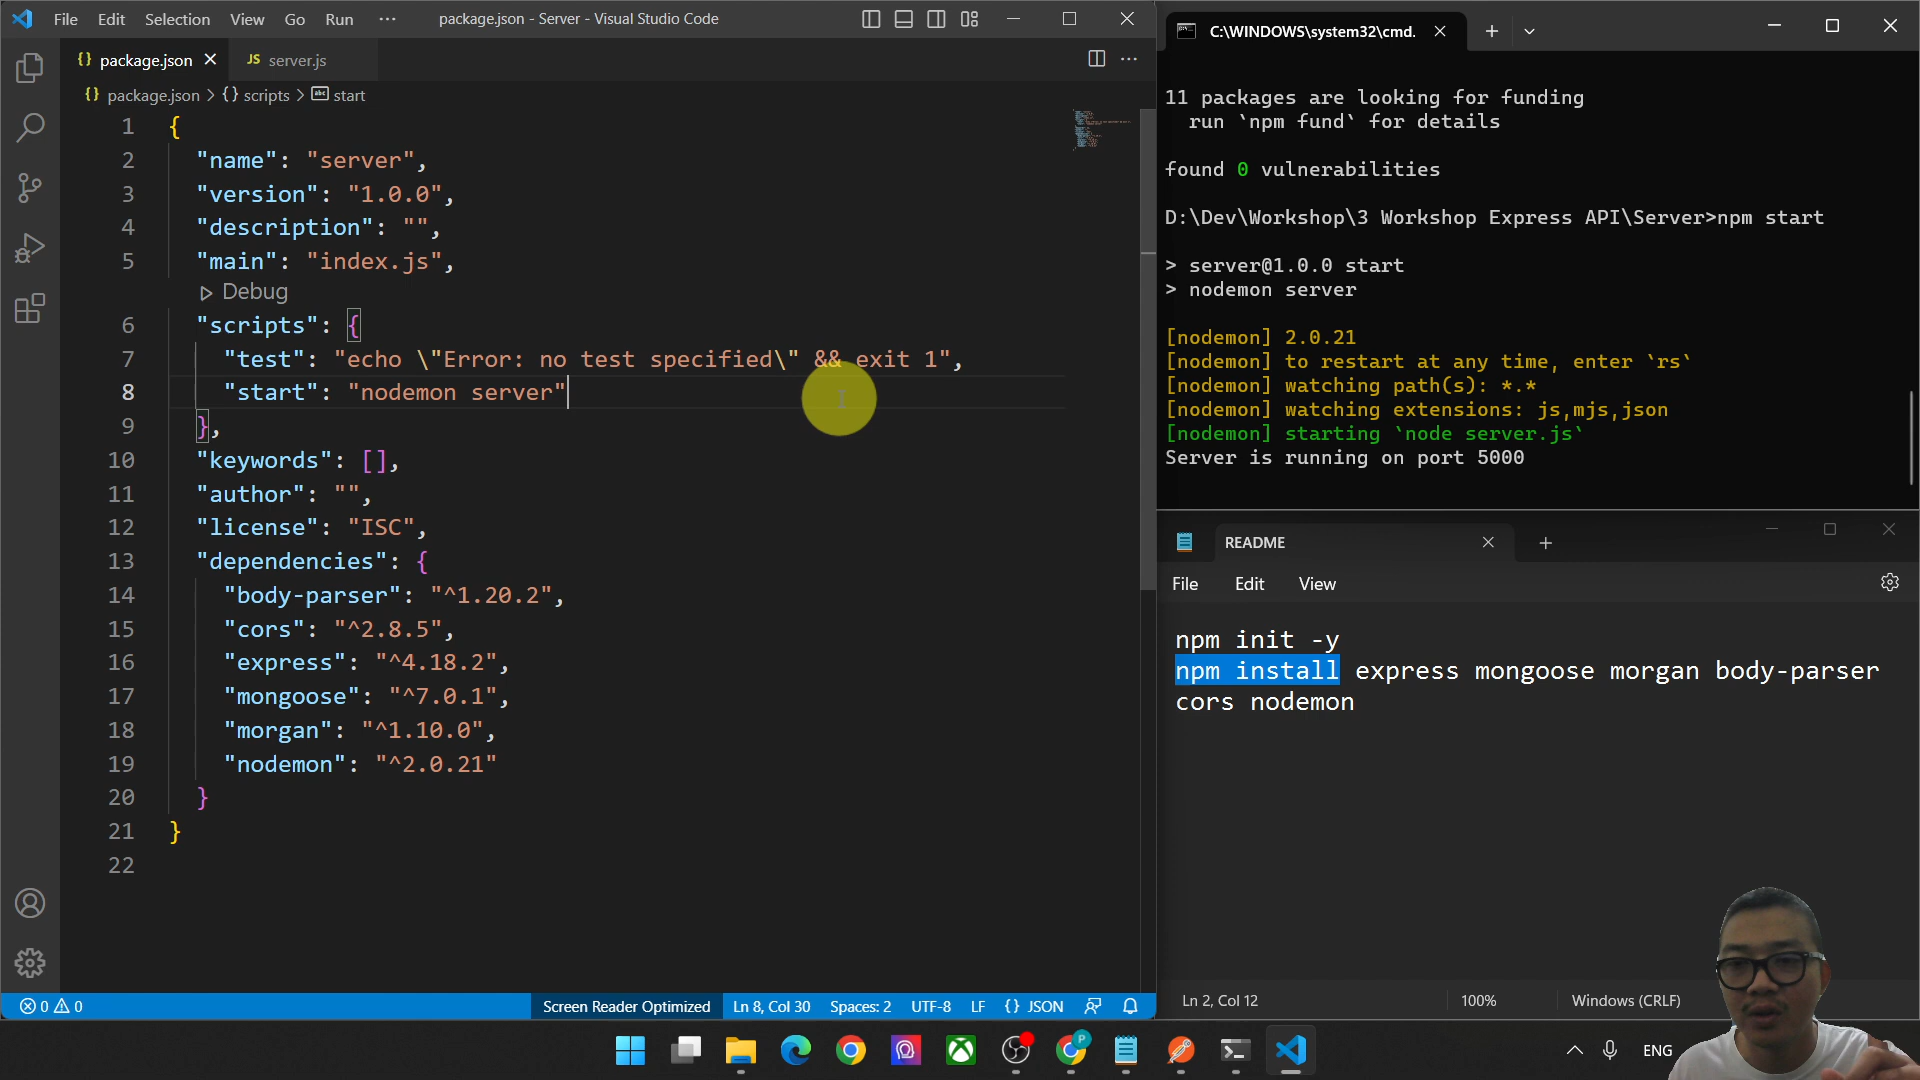 File Edit Selection View Go Run ··· package.json - Server - Visual Studio Code
{} package.json JS server.js
{} package.json > {} scripts > abc start
1 {
2 "name": "server",
3 "version": "1.0.0",
4 "description": "",
5 "main": "index.js",
Debug
6 "scripts": {
7 "test": "echo \"Error: no test specified\" && exit 1",
8 "start": "nodemon server"
9 },
10 "keywords": [],
11 "author": "",
12 "license": "ISC",
13 "dependencies": {
14 "body-parser": "^1.20.2",
15 "cors": "^2.8.5",
16 "express": "^4.18.2",
17 "mongoose": "^7.0.1",
18 "morgan": "^1.10.0",
19 "nodemon": "^2.0.21"
20 }
21 }
22
0 0 Screen Reader Optimized Ln 8, Col 30 Spaces: 2 UTF-8 LF {} JSON
C:\WINDOWS\system32\cmd.
11 packages are looking for funding
run `npm fund` for details
found 0 vulnerabilities
D:\Dev\Workshop\3 Workshop Express API\Server>npm start
> server@1.0.0 start
> nodemon server
[nodemon] 2.0.21
[nodemon] to restart at any time, enter `rs`
[nodemon] watching path(s): *.*
[nodemon] watching extensions: js,mjs,json
[nodemon] starting `node server.js`
Server is running on port 5000
README
File Edit View
npm init -y
npm install express mongoose morgan body-parser
cors nodemon
Ln 2, Col 12 100% Windows (CRLF)
P
ENG